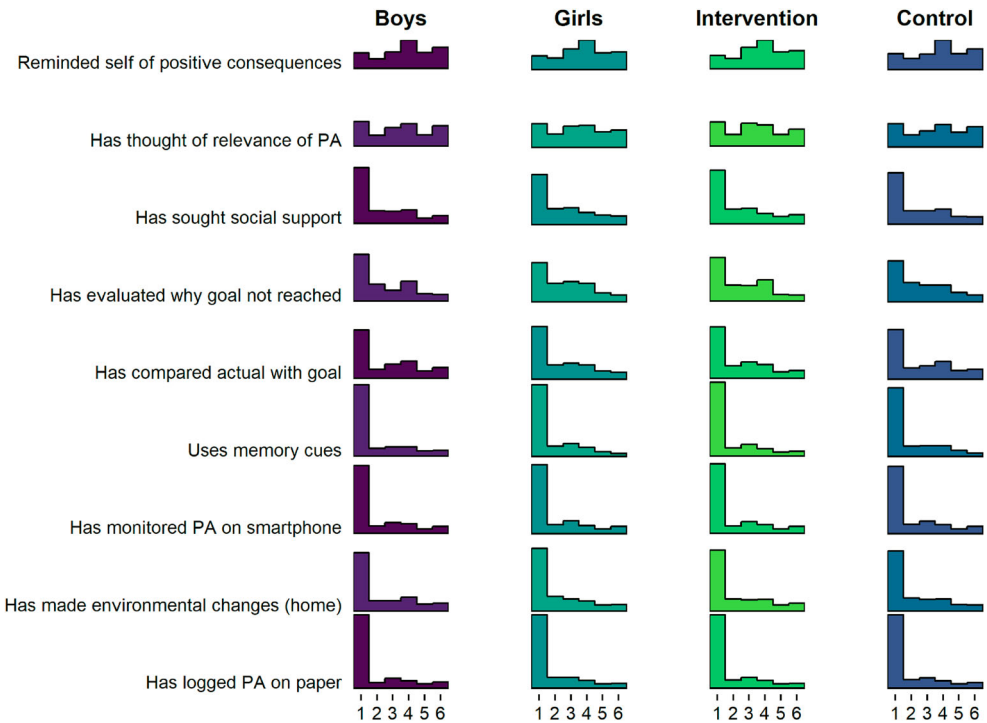 Boys Girls Intervention Control
Reminded self of positive consequences
Has thought of relevance of PA
Has sought social support
Has evaluated why goal not reached
Has compared actual with goal
Uses memory cues
Has monitored PA on smartphone
Has made environmental changes (home)
Has logged PA on paper
1 2 3 4 5 6 1 2 3 4 5 6 1 2 3 4 5 6 1 2 3 4 5 6